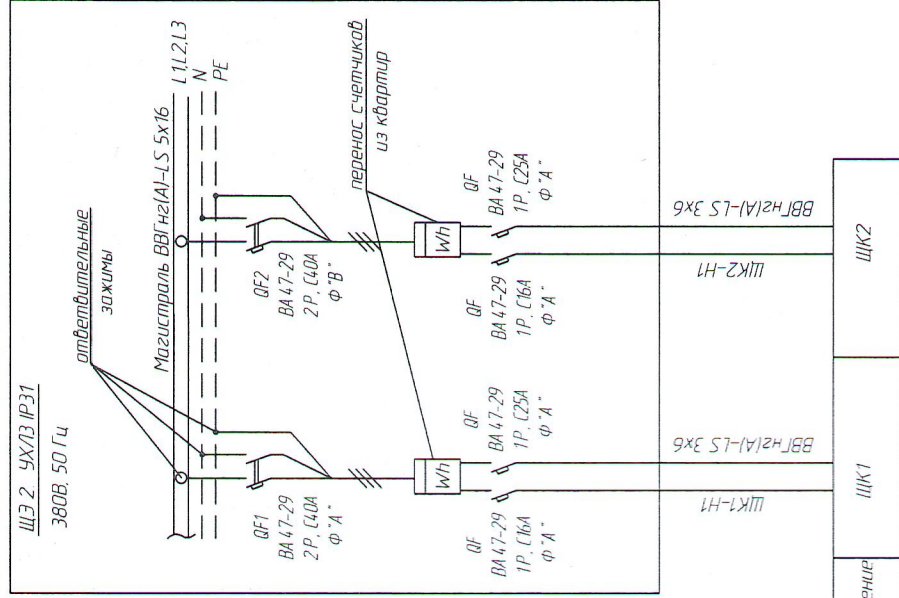 ЩЭ 2 УХЛ3 IP31
380В, 50 Гц
ответвительные
зажимы
Магистраль ВВГнг(А)-LS 5х16
L1,L2,L3
N
PE
QF1
ВА 47-29
2 Р, С40А
Ф "А"
QF2
ВА 47-29
2 Р, С40А
Ф "В"
перенос счетчиков
из квартир
Wh
Wh
QF
ВА 47-29
1Р, С16А
Ф "А"
QF
ВА 47-29
1Р, С25А
Ф "А"
QF
ВА 47-29
1Р, С16А
Ф "А"
QF
ВА 47-29
1Р, С25А
Ф "А"
ЩК1-Н1
ВВГнг(А)-LS 3х6
ЩК2-Н1
ВВГнг(А)-LS 3х6
ение
ЩК1
ЩК2